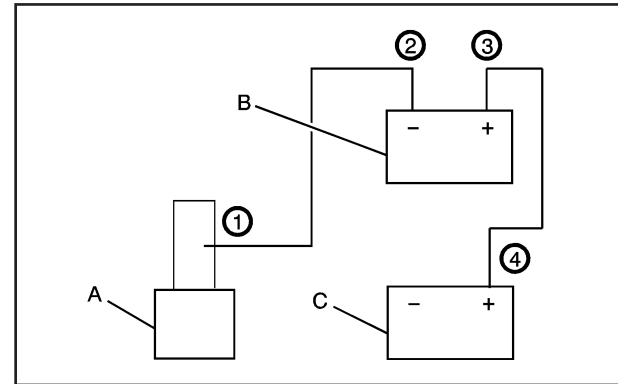 ② ③
B
− +
①
④
A
C
− +